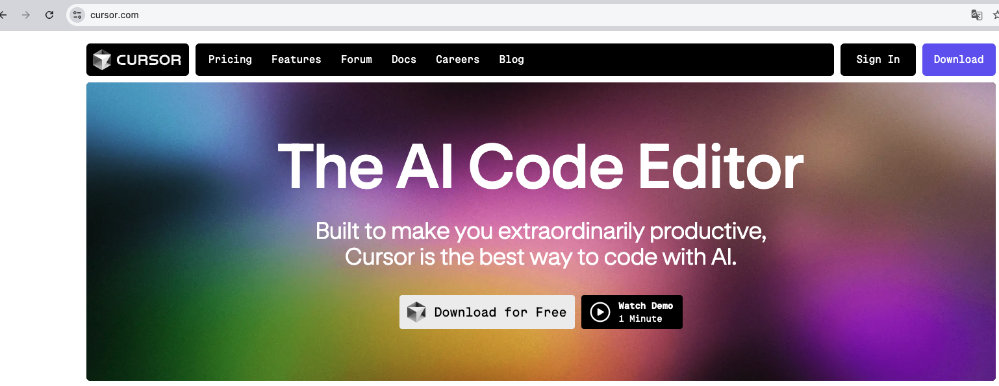 cursor.com
CURSOR
Pricing Features Forum Docs Careers Blog
Sign In
Download
The AI Code Editor
Built to make you extraordinarily productive,
Cursor is the best way to code with AI.
Download for Free
Watch Demo
1 Minute